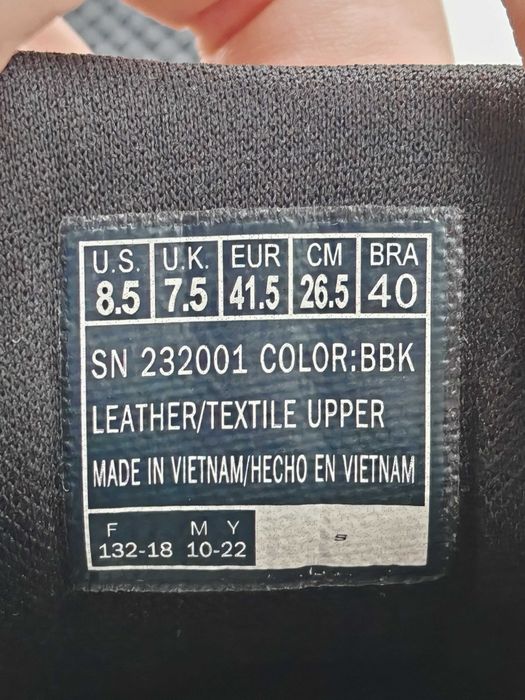 U.S. U.K. EUR CM BRA
8.5 7.5 41.5 26.5 40
SN 232001 COLOR:BBK
LEATHER/TEXTILE UPPER
MADE IN VIETNAM/HECHO EN VIETNAM
F M Y
132-18 10-22